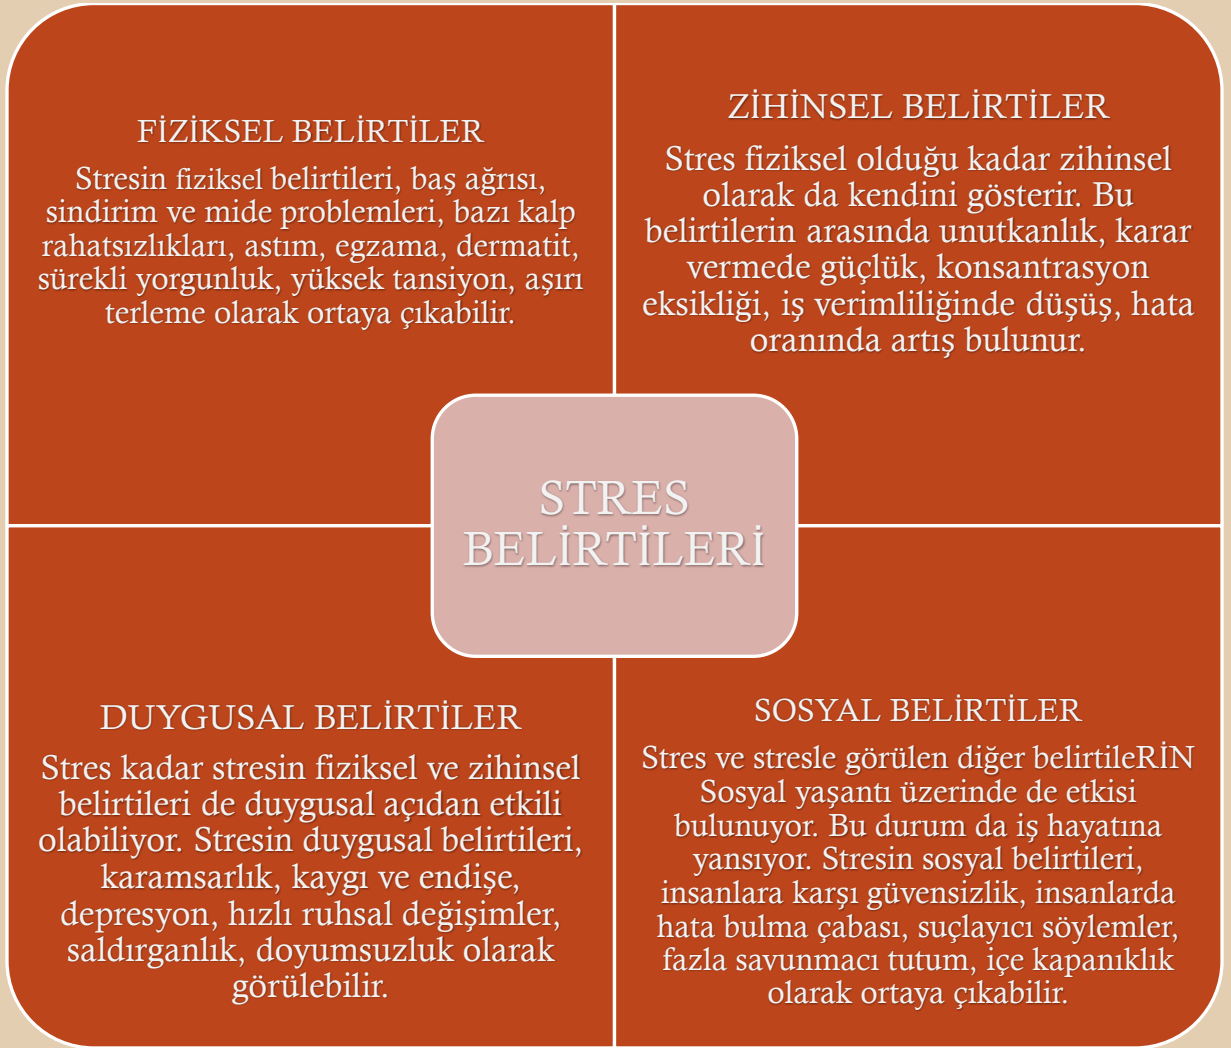 FİZİKSEL BELİRTİLER
Stresin fiziksel belirtileri, baş ağrısı,
sindirim ve mide problemleri, bazı kalp
rahatsızlıkları, astım, egzama, dermatit,
sürekli yorgunluk, yüksek tansiyon, aşırı
terleme olarak ortaya çıkabilir.
ZİHİNSEL BELİRTİLER
Stres fiziksel olduğu kadar zihinsel
olarak da kendini gösterir. Bu
belirtilerin arasında unutkanlık, karar
vermede güçlük, konsantrasyon
eksikliği, iş verimliliğinde düşüş, hata
oranında artış bulunur.
STRES
BELİRTİLERİ
DUYGUSAL BELİRTİLER
Stres kadar stresin fiziksel ve zihinsel
belirtileri de duygusal açıdan etkili
olabiliyor. Stresin duygusal belirtileri,
karamsarlık, kaygı ve endişe,
depresyon, hızlı ruhsal değişimler,
saldırganlık, doyumsuzluk olarak
görülebilir.
SOSYAL BELİRTİLER
Stres ve stresle görülen diğer belirtileRİN
Sosyal yaşantı üzerinde de etkisi
bulunuyor. Bu durum da iş hayatına
yansıyor. Stresin sosyal belirtileri,
insanlara karşı güvensizlik, insanlarda
hata bulma çabası, suçlayıcı söylemler,
fazla savunmacı tutum, içe kapanıklık
olarak ortaya çıkabilir.